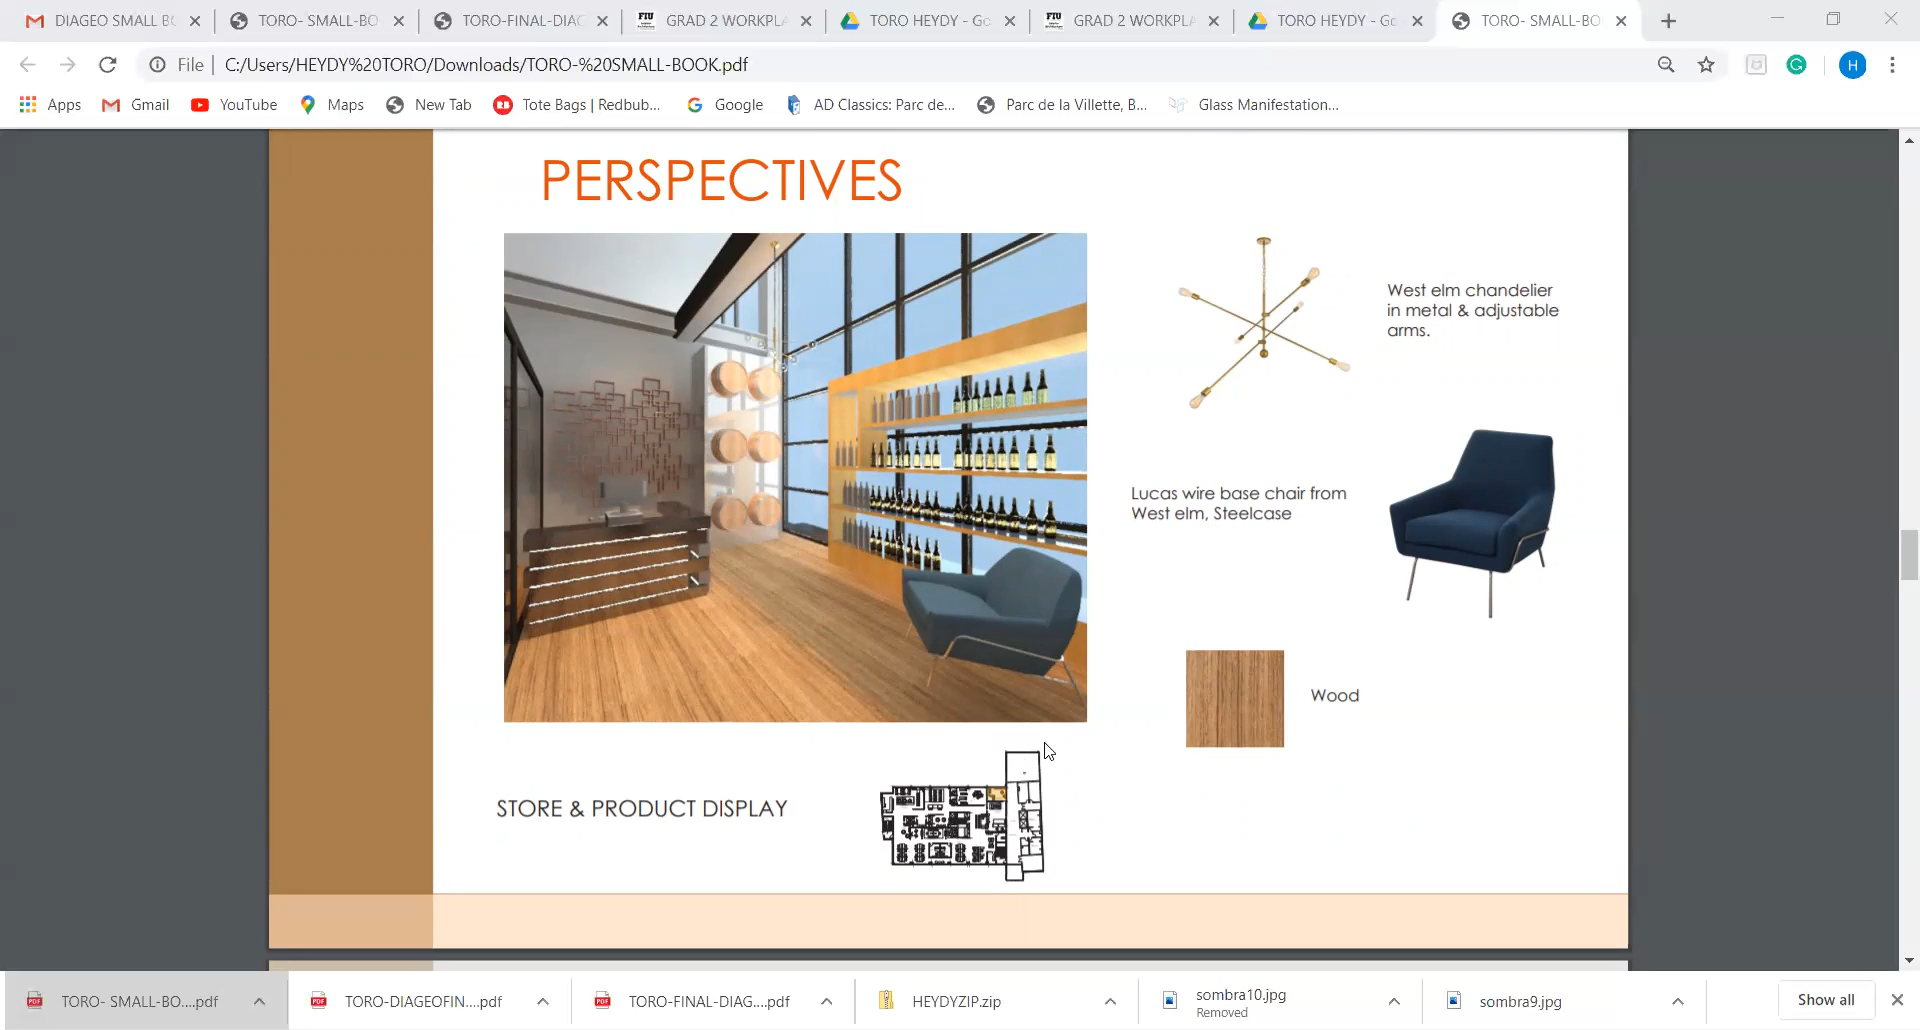 DIAGEO SMALL BO
TORO- SMALL-BO
TORO-FINAL-DIAG
FIU
GRAD 2 WORKPLA
TORO HEYDY - Go
FIU
GRAD 2 WORKPLA
TORO HEYDY - Go
TORO- SMALL-BO
File
C:/Users/HEYDY%20TORO/Downloads/TORO-%20SMALL-BOOK.pdf
H
Apps
Gmail
YouTube
Maps
New Tab
Tote Bags | Redbub...
Google
AD Classics: Parc de...
Parc de la Villette, B...
Glass Manifestation...
PERSPECTIVES
West elm chandelier
in metal & adjustable
arms.
Lucas wire base chair from
West elm, Steelcase
Wood
STORE & PRODUCT DISPLAY
TORO- SMALL-BO....pdf
TORO-DIAGEOFIN....pdf
TORO-FINAL-DIAG....pdf
HEYDYZIP.zip
sombra10.jpg
Removed
sombra9.jpg
Show all